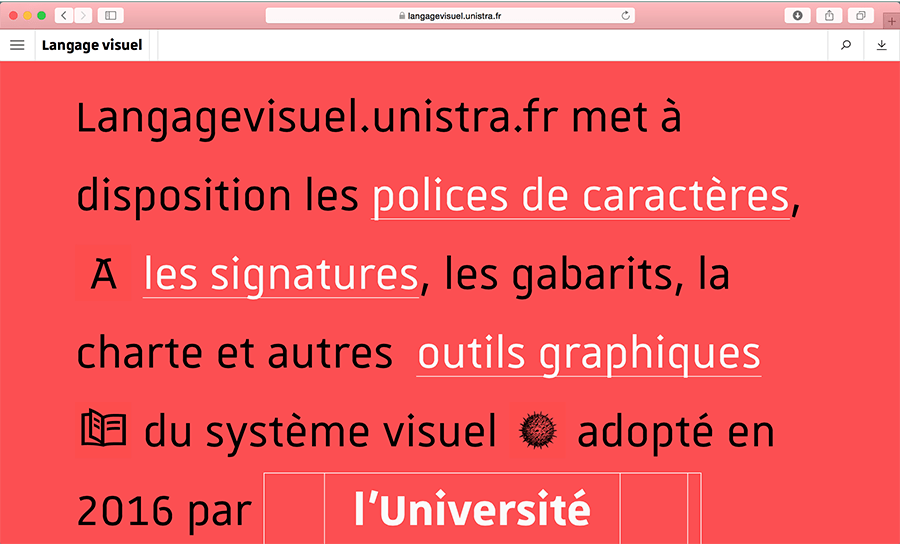 langagevisuel.unistra.fr
Langage visuel
Langagevisuel.unistra.fr met à
disposition les polices de caractères,
A les signatures, les gabarits, la
charte et autres outils graphiques
du système visuel adopté en
2016 par l’Université